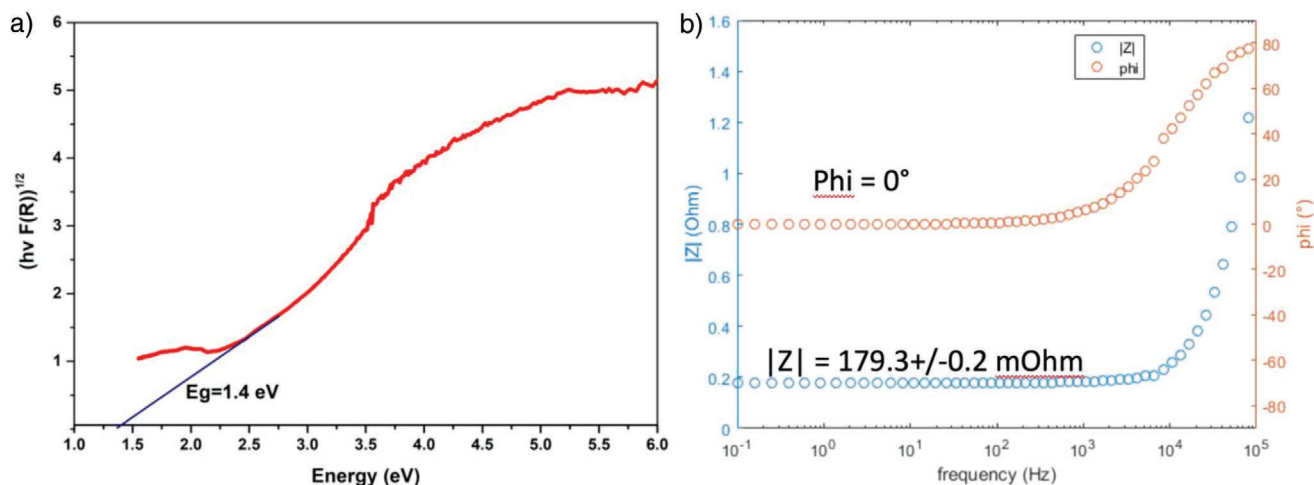 a)
(hv F(R))^1/2
6
5
4
3
2
1
Eg=1.4 eV
1.0 1.5 2.0 2.5 3.0 3.5 4.0 4.5 5.0 5.5 6.0
Energy (eV)
b)
|Z| (Ohm)
1.6
1.4
1.2
1
0.8
0.6
0.4
0.2
0
|Z|
phi
Phi = 0°
|Z| = 179.3+/-0.2 mOhm
80
60
40
20
0
-20
-40
-60
-80
phi (°)
10^-1 10^0 10^1 10^2 10^3 10^4 10^5
frequency (Hz)